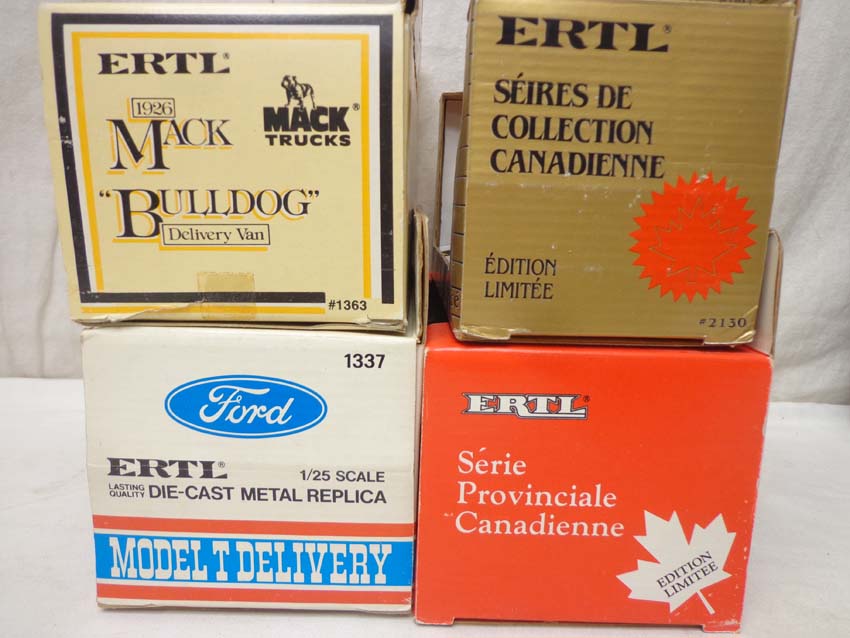 ERTL®
1926
MACK
"BULLDOG"
Delivery Van
MACK®
TRUCKS
#1363
ERTL®
SÉIRES DE
COLLECTION
CANADIENNE
ÉDITION
LIMITÉE
#2130
1337
Ford
ERTL®
1/25 SCALE
LASTING
QUALITY DIE-CAST METAL REPLICA
MODEL T DELIVERY
ERTL®
Série
Provinciale
Canadienne
EDITION
LIMITEE